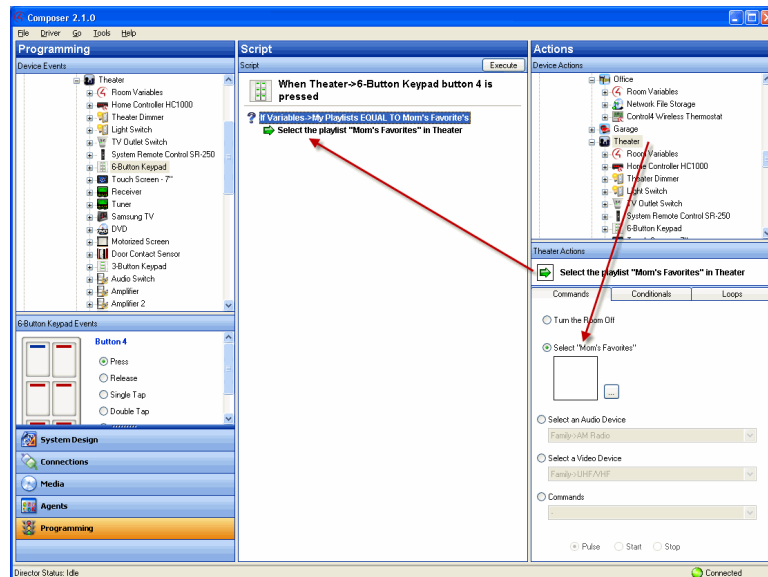 Composer 2.1.0
File Driver Go Tools Help
Programming
Device Events
Theater
Room Variables
Home Controller HC1000
Theater Dimmer
Light Switch
TV Outlet Switch
System Remote Control SR-250
6-Button Keypad
Touch Screen - 7"
Receiver
Tuner
Samsung TV
DVD
Motorized Screen
Door Contact Sensor
3-Button Keypad
Audio Switch
Amplifier
Amplifier 2
6-Button Keypad Events
Button 4
Press
Release
Single Tap
Double Tap
System Design
Connections
Media
Agents
Programming
Director Status: Idle
Script
Script
Execute
When Theater->6-Button Keypad button 4 is
pressed
If Variables->My Playlists EQUAL TO Mom's Favorite's
Select the playlist "Mom's Favorites" in Theater
Actions
Device Actions
Office
Room Variables
Network File Storage
Control4 Wireless Thermostat
Garage
Theater
Room Variables
Home Controller HC1000
Theater Dimmer
Light Switch
TV Outlet Switch
System Remote Control SR-250
6-Button Keypad
Theater Actions
Select the playlist "Mom's Favorites" in Theater
Commands Conditionals Loops
Turn the Room Off
Select "Mom's Favorites"
...
Select an Audio Device
Family->AM Radio
Select a Video Device
Family->UHF/VHF
Commands
Pulse Start Stop
Connected